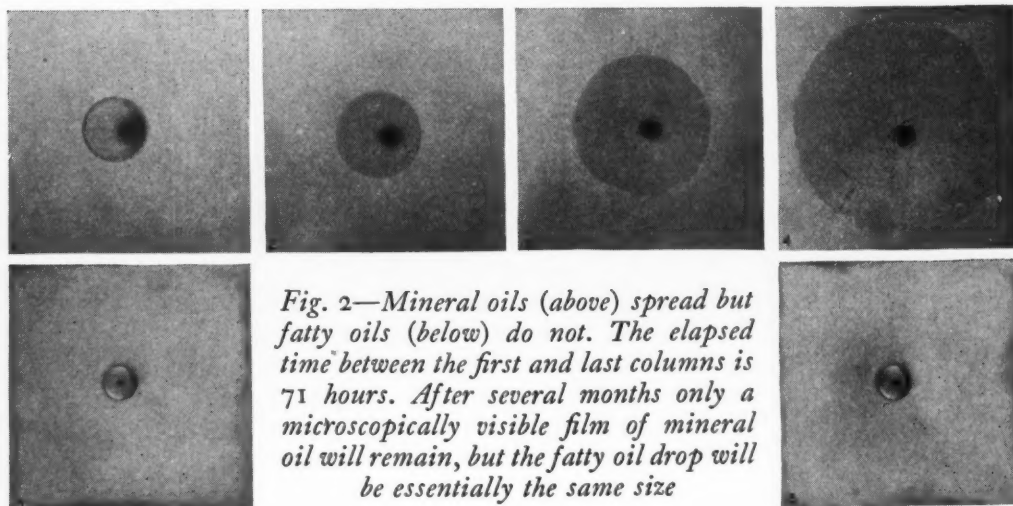 Fig. 2—Mineral oils (above) spread but
fatty oils (below) do not. The elapsed
time between the first and last columns is
71 hours. After several months only a
microscopically visible film of mineral
oil will remain, but the fatty oil drop will
be essentially the same size